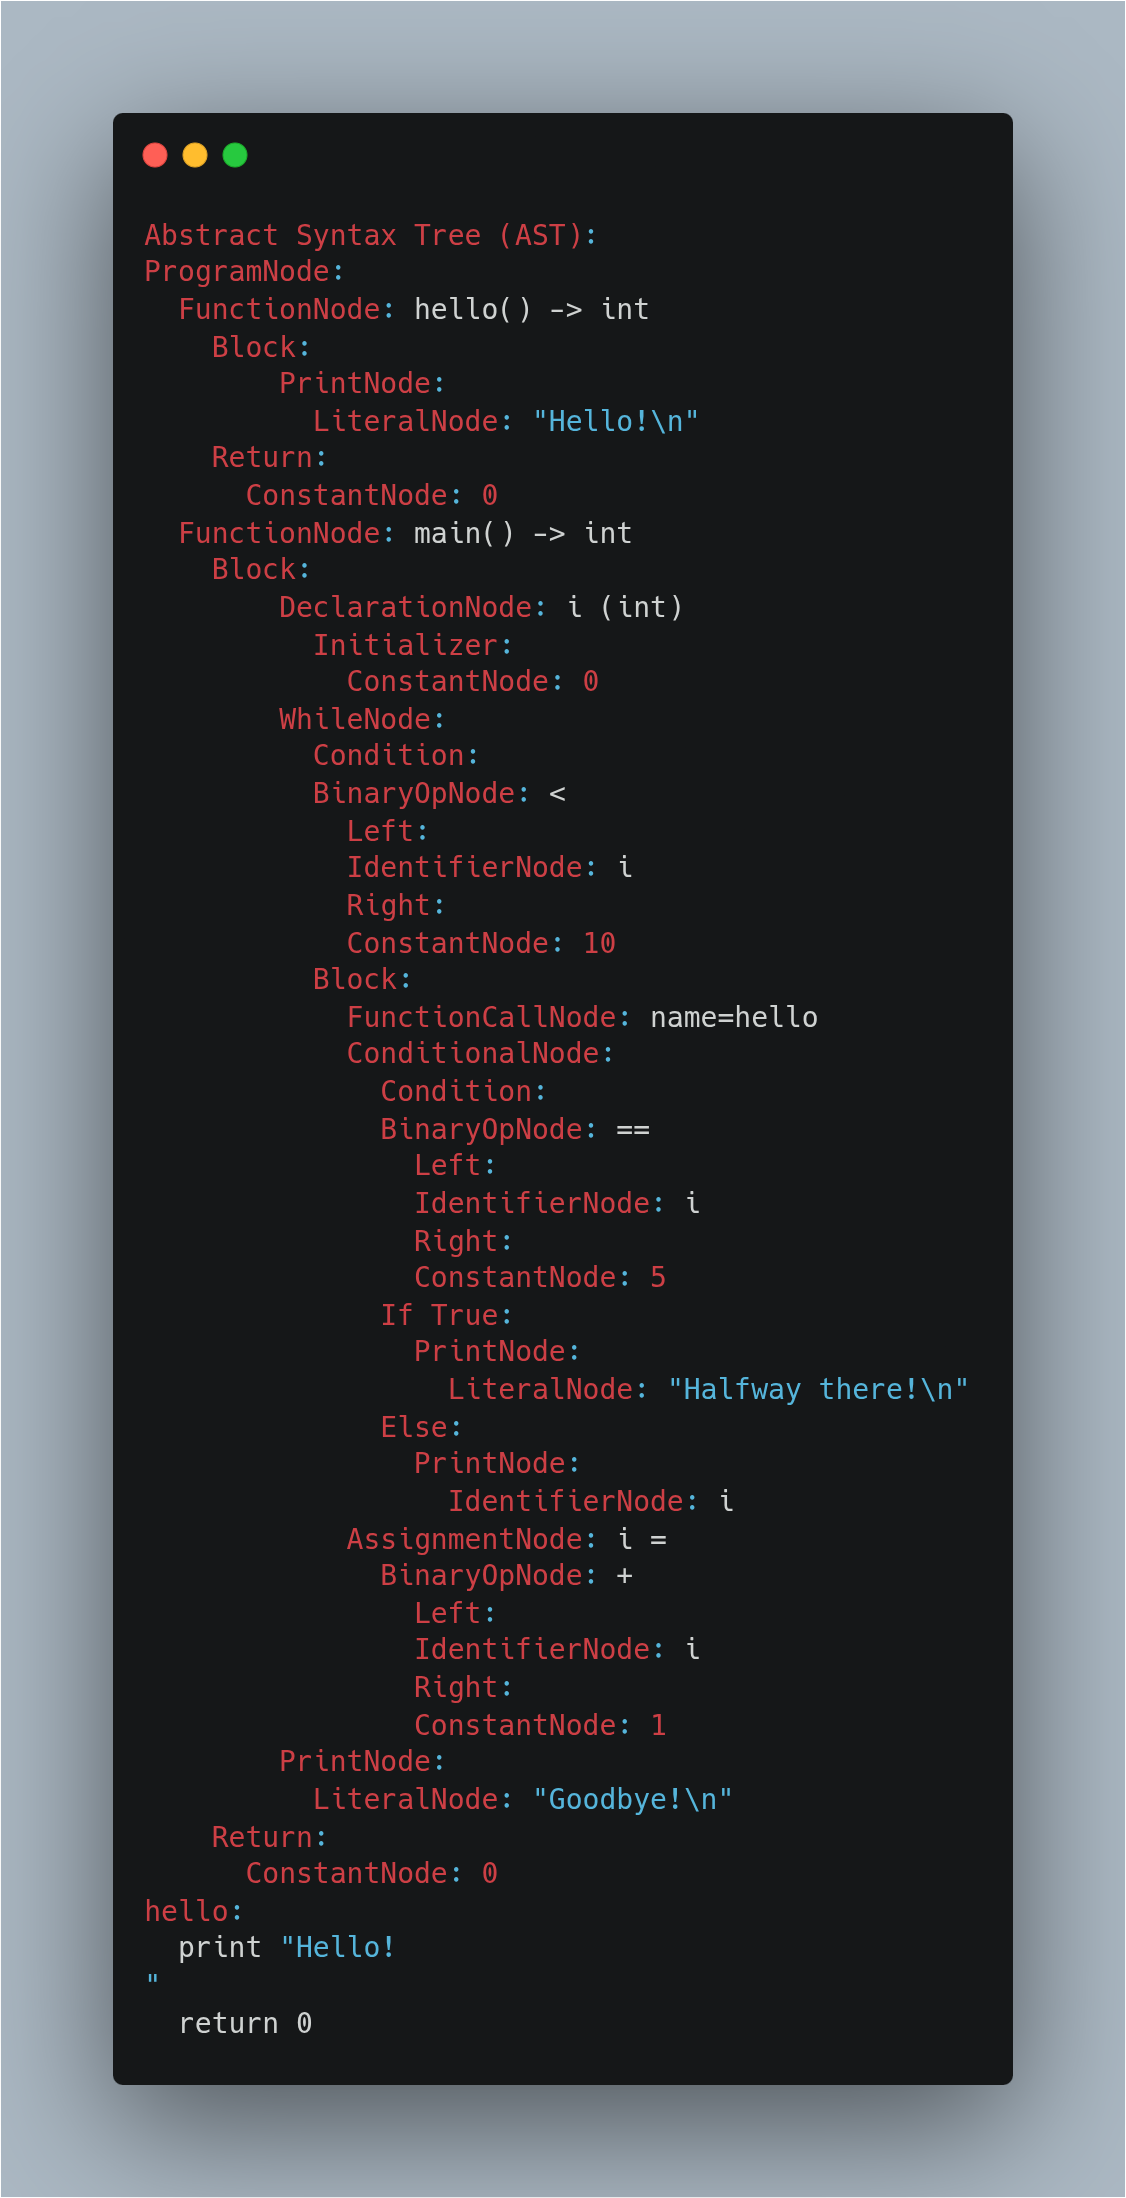 Abstract Syntax Tree (AST):
ProgramNode:
  FunctionNode: hello() -> int
    Block:
        PrintNode:
          LiteralNode: "Hello!\n"
    Return:
      ConstantNode: 0
  FunctionNode: main() -> int
    Block:
        DeclarationNode: i (int)
          Initializer:
            ConstantNode: 0
        WhileNode:
          Condition:
          BinaryOpNode: <
            Left:
            IdentifierNode: i
            Right:
            ConstantNode: 10
          Block:
            FunctionCallNode: name=hello
            ConditionalNode:
              Condition:
              BinaryOpNode: ==
                Left:
                IdentifierNode: i
                Right:
                ConstantNode: 5
              If True:
                PrintNode:
                  LiteralNode: "Halfway there!\n"
              Else:
                PrintNode:
                  IdentifierNode: i
            AssignmentNode: i =
              BinaryOpNode: +
                Left:
                IdentifierNode: i
                Right:
                ConstantNode: 1
        PrintNode:
          LiteralNode: "Goodbye!\n"
    Return:
      ConstantNode: 0
hello:
  print "Hello!
"
  return 0